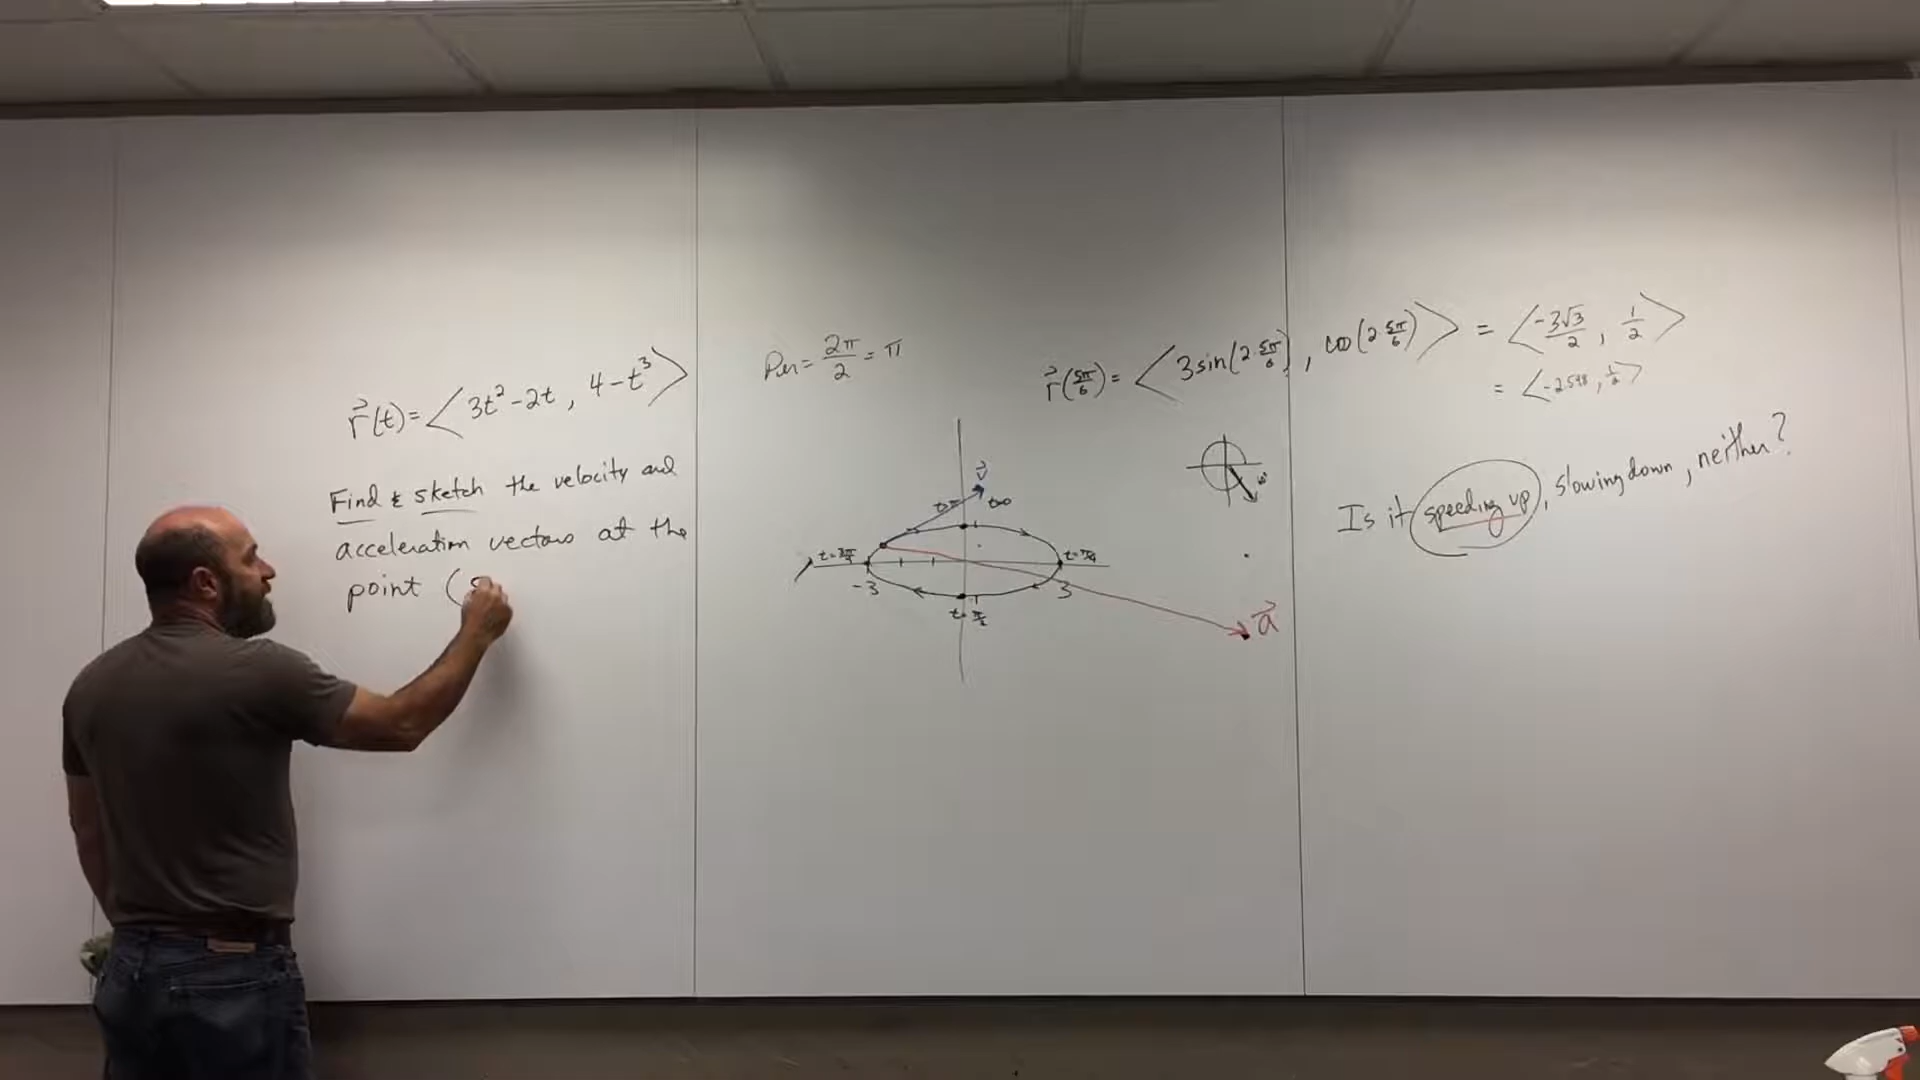 r⃗(t) = ⟨3t² - 2t, 4 - t³⟩
Find & sketch the velocity and
acceleration vectors at the
point (
Per = 2π/2 = π
v⃗
t=0
t=π/4
-3
3
t=π/2
a⃗
r⃗(5π/6) = ⟨3sin(2·5π/6), cos(2·5π/6)⟩ = ⟨-3√3/2, 1/2⟩
= ⟨-2.598, 1/2⟩
Is it speeding up, slowing down, neither?